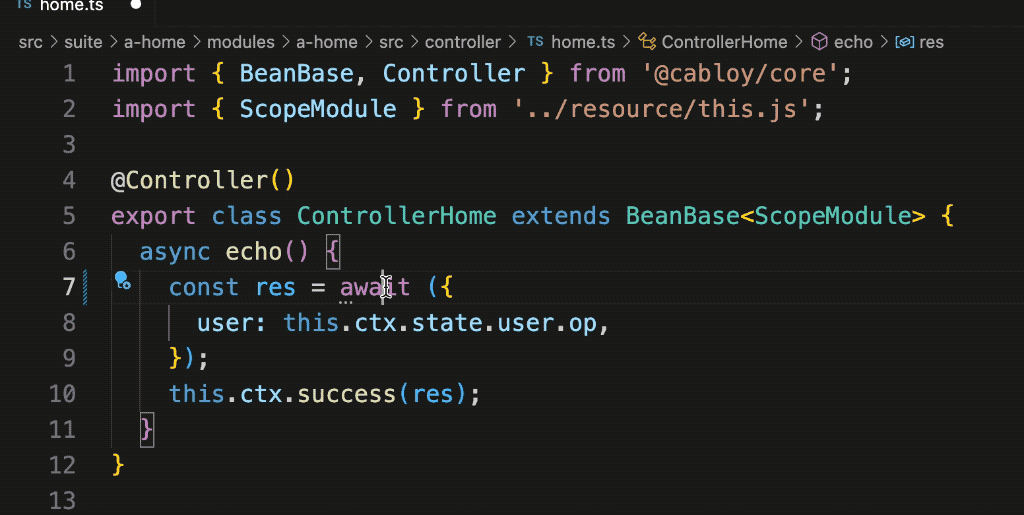 TS home.ts
src > suite > a-home > modules > a-home > src > controller > TS home.ts > ControllerHome > echo > res
1 import { BeanBase, Controller } from '@cabloy/core';
2 import { ScopeModule } from '../resource/this.js';
3
4 @Controller()
5 export class ControllerHome extends BeanBase<ScopeModule> {
6   async echo() {
7     const res = await ({
8       user: this.ctx.state.user.op,
9     });
10     this.ctx.success(res);
11   }
12 }
13